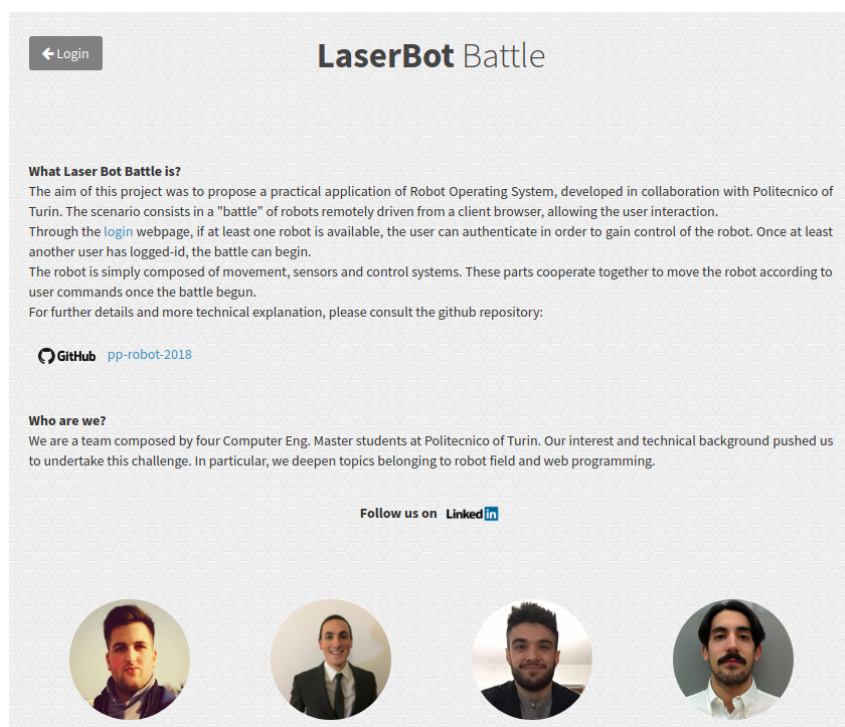 Login
LaserBot Battle
What Laser Bot Battle is?
The aim of this project was to propose a practical application of Robot Operating System, developed in collaboration with Politecnico of
Turin. The scenario consists in a "battle" of robots remotely driven from a client browser, allowing the user interaction.
Through the login webpage, if at least one robot is available, the user can authenticate in order to gain control of the robot. Once at least
another user has logged-id, the battle can begin.
The robot is simply composed of movement, sensors and control systems. These parts cooperate together to move the robot according to
user commands once the battle begun.
For further details and more technical explanation, please consult the github repository:
GitHub pp-robot-2018
Who are we?
We are a team composed by four Computer Eng. Master students at Politecnico of Turin. Our interest and technical background pushed us
to undertake this challenge. In particular, we deepen topics belonging to robot field and web programming.
Follow us on Linked in